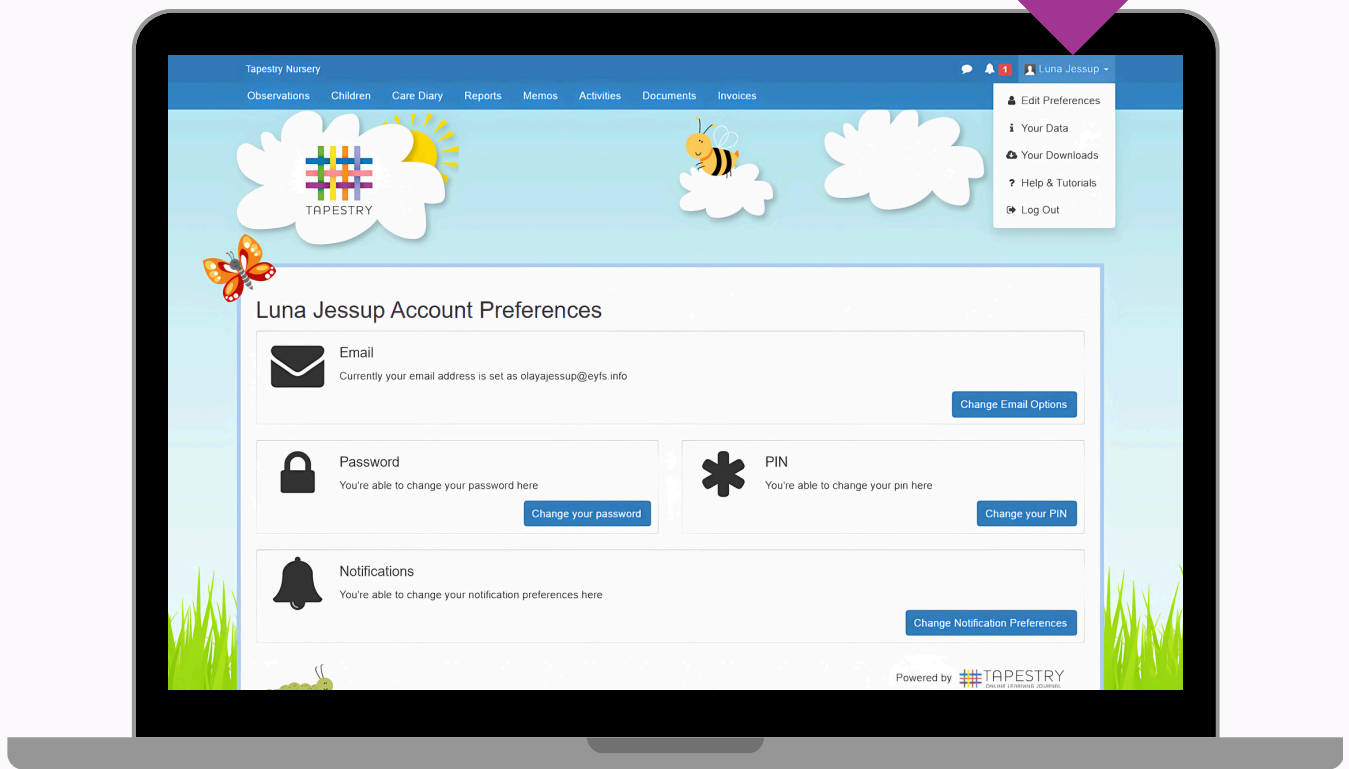 Tapestry Nursery
1
Luna Jessup
Observations Children Care Diary Reports Memos Activities Documents Invoices
Edit Preferences
Your Data
Your Downloads
Help & Tutorials
Log Out
TAPESTRY
Luna Jessup Account Preferences
Email
Currently your email address is set as olayajessup@eyfs.info
Change Email Options
Password
You're able to change your password here
Change your password
PIN
You're able to change your pin here
Change your PIN
Notifications
You're able to change your notification preferences here
Change Notification Preferences
Powered by
TAPESTRY
ONLINE LEARNING JOURNAL